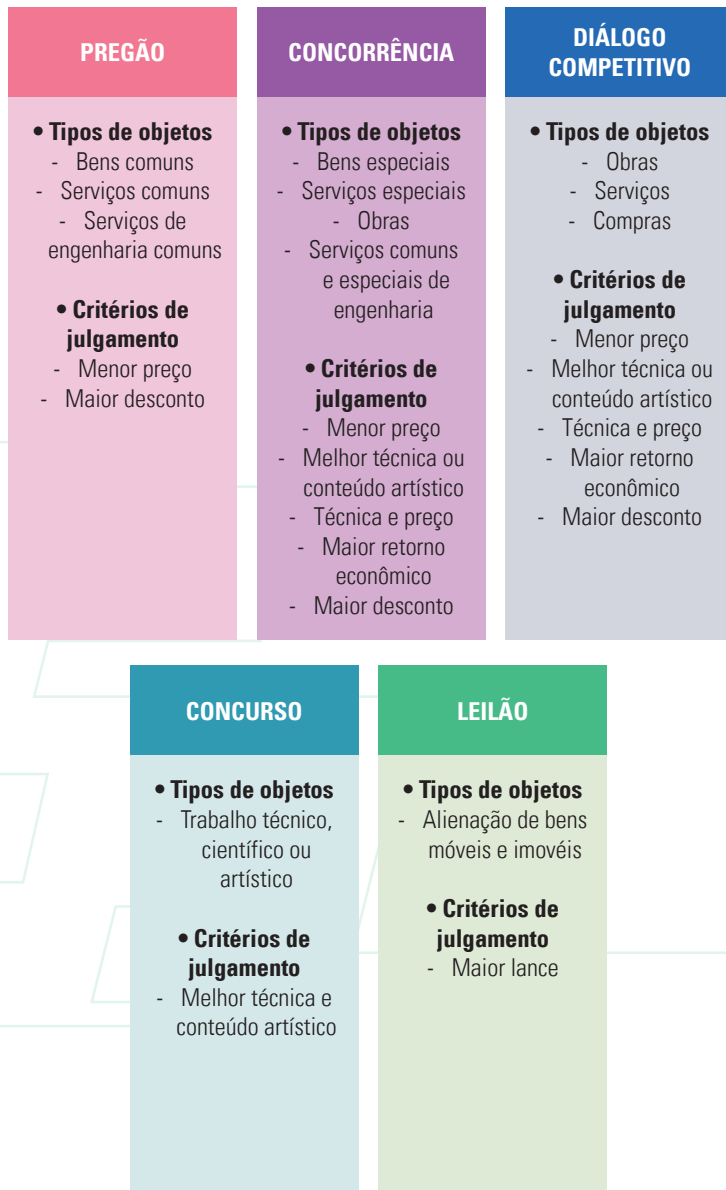 PREGÃO
• Tipos de objetos
- Bens comuns
- Serviços comuns
- Serviços de
engenharia comuns
• Critérios de
julgamento
- Menor preço
- Maior desconto
CONCORRÊNCIA
• Tipos de objetos
- Bens especiais
- Serviços especiais
- Obras
- Serviços comuns
e especiais de
engenharia
• Critérios de
julgamento
- Menor preço
- Melhor técnica ou
conteúdo artístico
- Técnica e preço
- Maior retorno
econômico
- Maior desconto
DIÁLOGO
COMPETITIVO
• Tipos de objetos
- Obras
- Serviços
- Compras
• Critérios de
julgamento
- Menor preço
- Melhor técnica ou
conteúdo artístico
- Técnica e preço
- Maior retorno
econômico
- Maior desconto
CONCURSO
• Tipos de objetos
- Trabalho técnico,
científico ou
artístico
• Critérios de
julgamento
- Melhor técnica e
conteúdo artístico
LEILÃO
• Tipos de objetos
- Alienação de bens
móveis e imovéis
• Critérios de
julgamento
- Maior lance